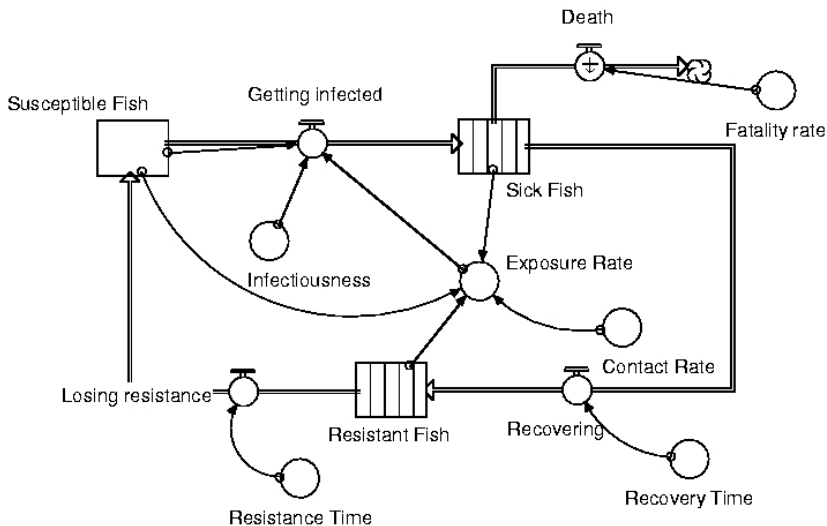 Death
Susceptible Fish
Getting infected
Fatality rate
Sick Fish
Exposure Rate
Infectiousness
Contact Rate
Losing resistance
Resistant Fish
Recovering
Recovery Time
Resistance Time